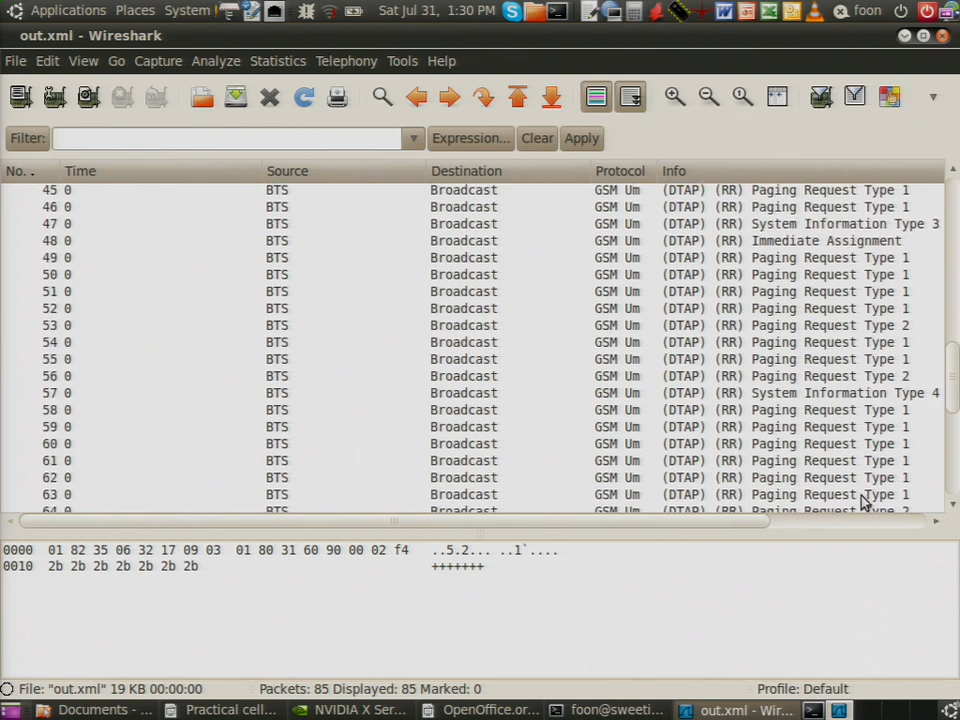 Applications Places System Sat Jul 31, 1:30 PM foon
out.xml - Wireshark
File Edit View Go Capture Analyze Statistics Telephony Tools Help
Filter: Expression... Clear Apply
No. Time Source Destination Protocol Info
45 0 BTS Broadcast GSM Um (DTAP) (RR) Paging Request Type 1
46 0 BTS Broadcast GSM Um (DTAP) (RR) Paging Request Type 1
47 0 BTS Broadcast GSM Um (DTAP) (RR) System Information Type 3
48 0 BTS Broadcast GSM Um (DTAP) (RR) Immediate Assignment
49 0 BTS Broadcast GSM Um (DTAP) (RR) Paging Request Type 1
50 0 BTS Broadcast GSM Um (DTAP) (RR) Paging Request Type 1
51 0 BTS Broadcast GSM Um (DTAP) (RR) Paging Request Type 1
52 0 BTS Broadcast GSM Um (DTAP) (RR) Paging Request Type 1
53 0 BTS Broadcast GSM Um (DTAP) (RR) Paging Request Type 2
54 0 BTS Broadcast GSM Um (DTAP) (RR) Paging Request Type 1
55 0 BTS Broadcast GSM Um (DTAP) (RR) Paging Request Type 1
56 0 BTS Broadcast GSM Um (DTAP) (RR) Paging Request Type 2
57 0 BTS Broadcast GSM Um (DTAP) (RR) System Information Type 4
58 0 BTS Broadcast GSM Um (DTAP) (RR) Paging Request Type 1
59 0 BTS Broadcast GSM Um (DTAP) (RR) Paging Request Type 1
60 0 BTS Broadcast GSM Um (DTAP) (RR) Paging Request Type 1
61 0 BTS Broadcast GSM Um (DTAP) (RR) Paging Request Type 1
62 0 BTS Broadcast GSM Um (DTAP) (RR) Paging Request Type 1
63 0 BTS Broadcast GSM Um (DTAP) (RR) Paging Request Type 1
64 0 BTS Broadcast GSM Um (DTAP) (RR) Paging Request Type 2
0000 01 82 35 06 32 17 09 03 01 80 31 60 90 00 02 f4 ..5.2... ..1`....
0010 2b 2b 2b 2b 2b 2b 2b +++++++
File: "out.xml" 19 KB 00:00:00 Packets: 85 Displayed: 85 Marked: 0 Profile: Default
Documents - ... Practical cell... NVIDIA X Ser... OpenOffice.or... foon@sweeti... out.xml - Wir...